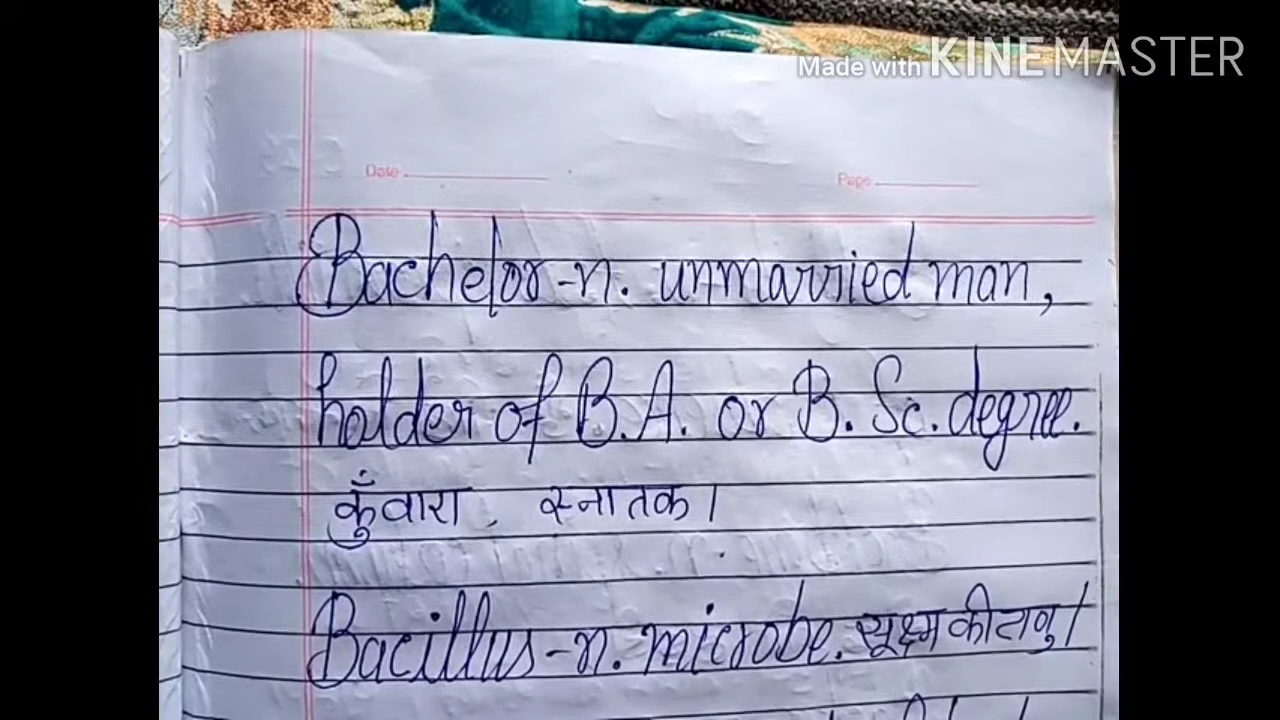 Made with KINEMASTER
Date
Page
Bachelor-n. unmarried man,
holder of B.A. or B. Sc. degree.
कुँवारा, स्नातक।
Bacillus-n. microbe. सूक्ष्म कीटाणु।